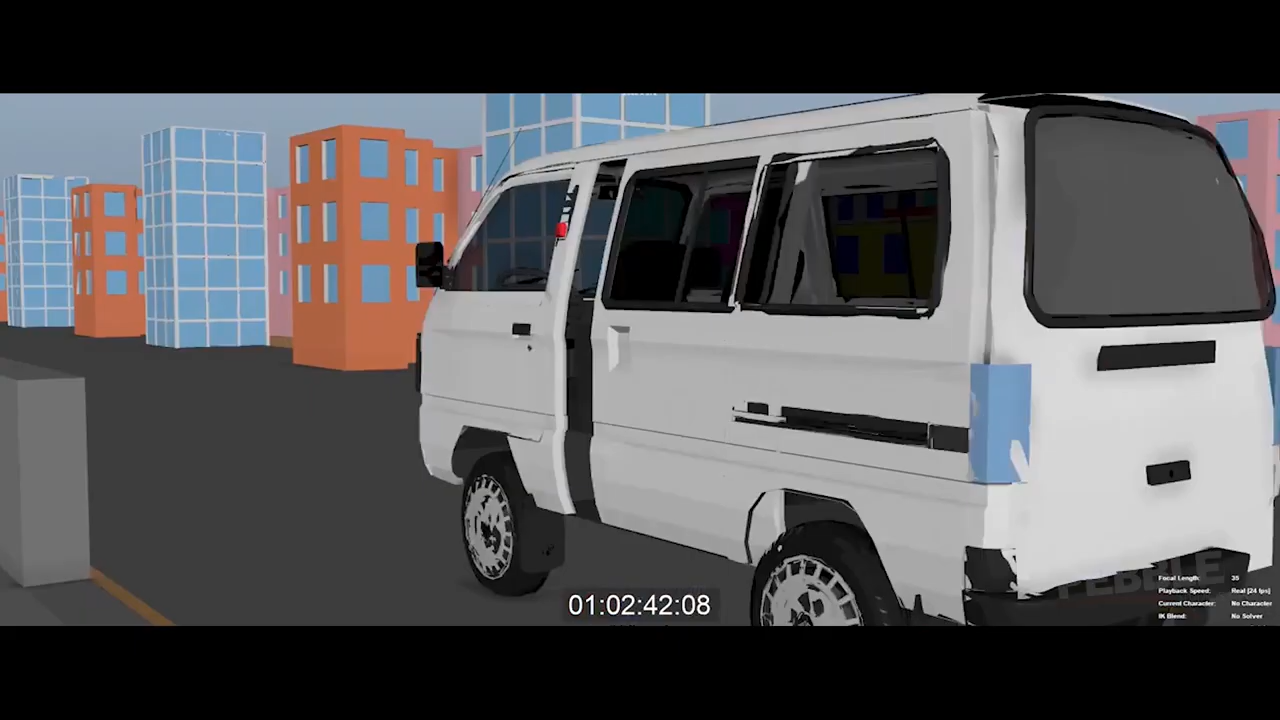 PEBBLE
Focal Length: 35
Playback Speed: Real [24 fps]
Current Character: No Character
IK Blend: No Solver
01:02:42:08